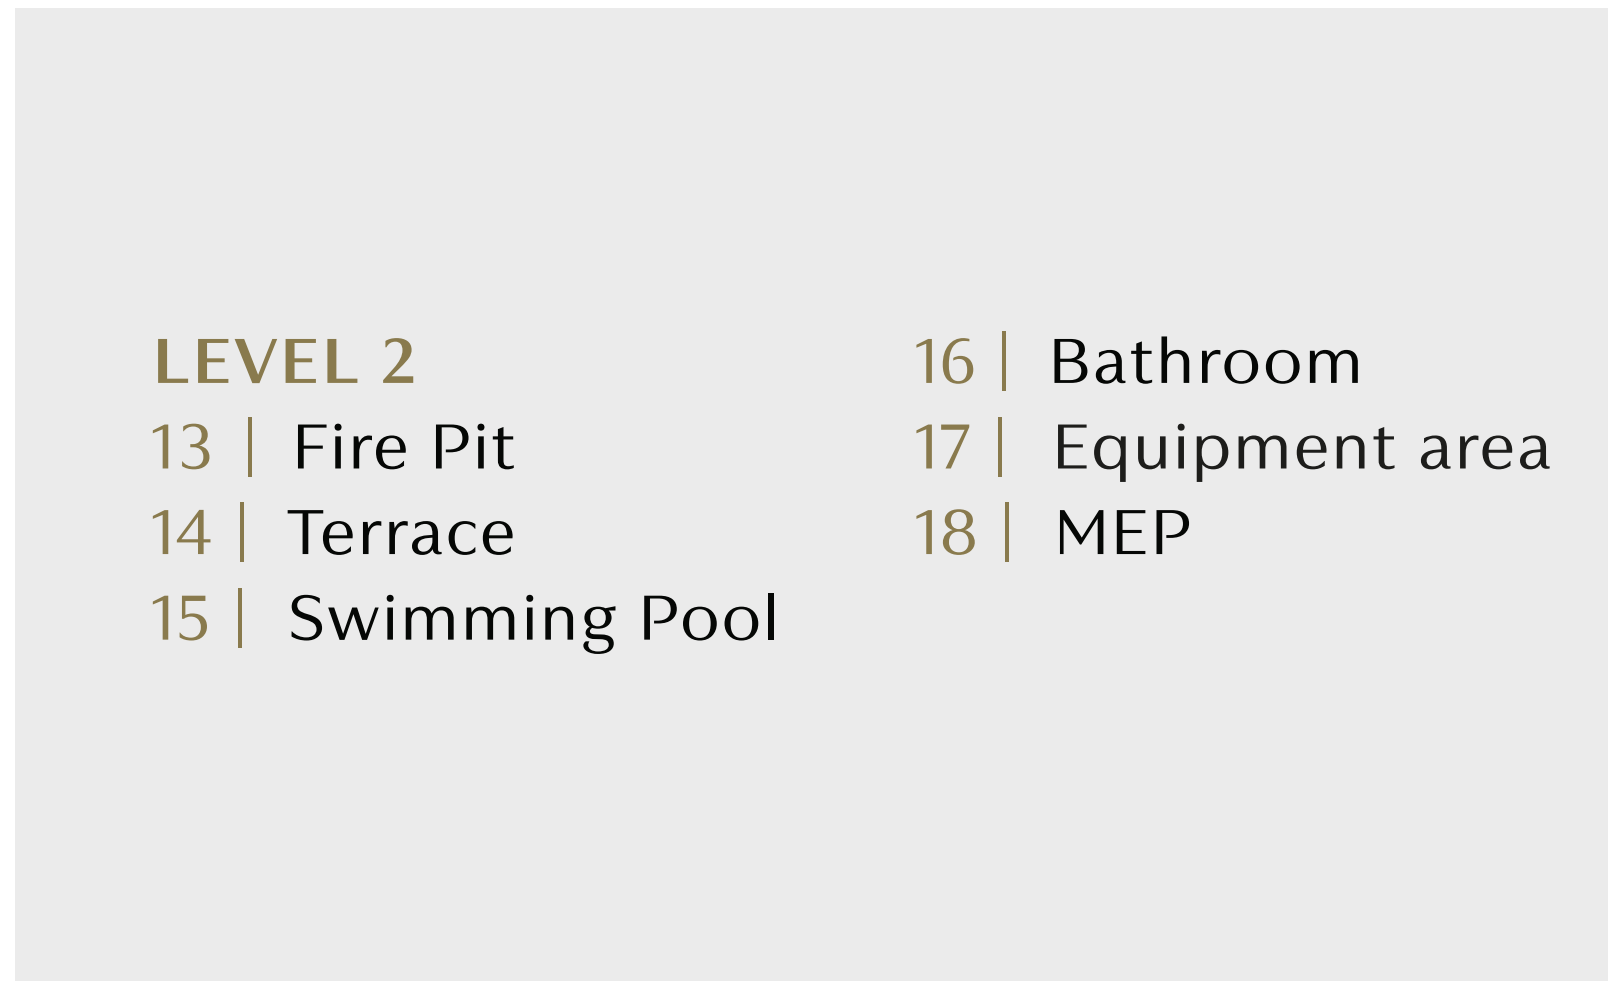 LEVEL 2
13 | Fire Pit
14 | Terrace
15 | Swimming Pool
16 | Bathroom
17 | Equipment area
18 | MEP